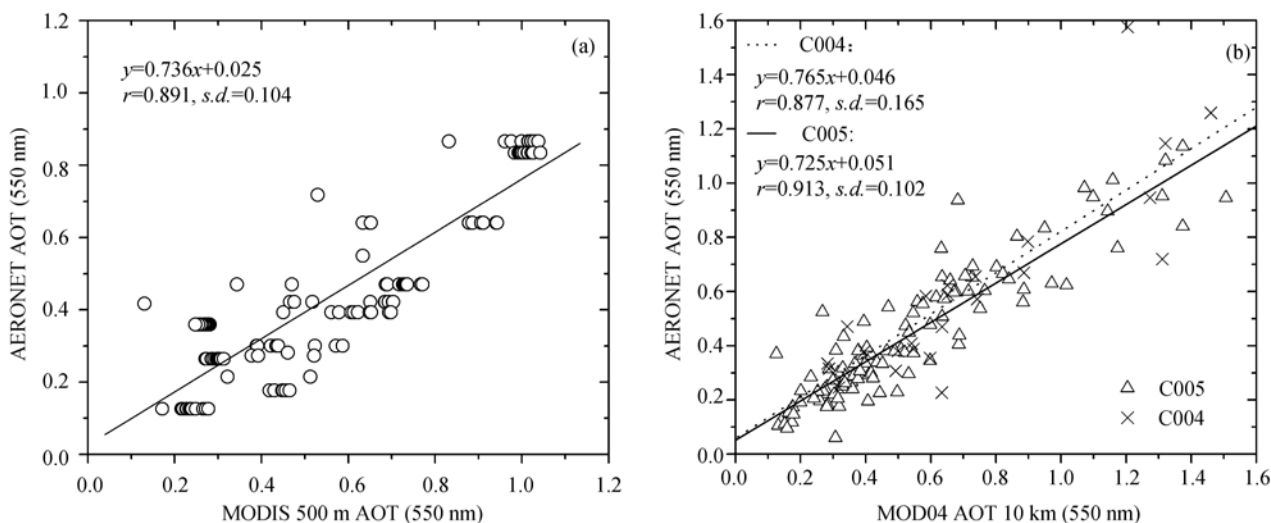 1.2
1.0
0.8
0.6
0.4
0.2
0.0
AERONET AOT (550 nm)
(a)
y=0.736x+0.025
r=0.891, s.d.=0.104
0.0 0.2 0.4 0.6 0.8 1.0 1.2
MODIS 500 m AOT (550 nm)
1.6
1.4
1.2
1.0
0.8
0.6
0.4
0.2
0.0
AERONET AOT (550 nm)
(b)
C004:
y=0.765x+0.046
r=0.877, s.d.=0.165
C005:
y=0.725x+0.051
r=0.913, s.d.=0.102
C005
C004
0.0 0.2 0.4 0.6 0.8 1.0 1.2 1.4 1.6
MOD04 AOT 10 km (550 nm)